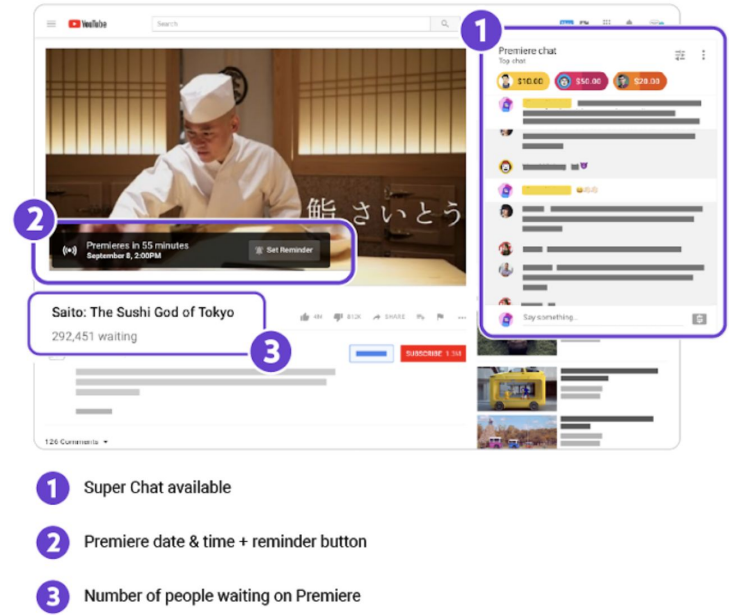 YouTube
Search
1
Premiere chat
Top chat
$10.00
$50.00
$20.00
鮨 さいとう
2
Premieres in 55 minutes
September 8, 2:00PM
Set Reminder
Saito: The Sushi God of Tokyo
292,451 waiting
3
SHARE
SUBSCRIBE
Say something...
126 Comments
1 Super Chat available
2 Premiere date & time + reminder button
3 Number of people waiting on Premiere